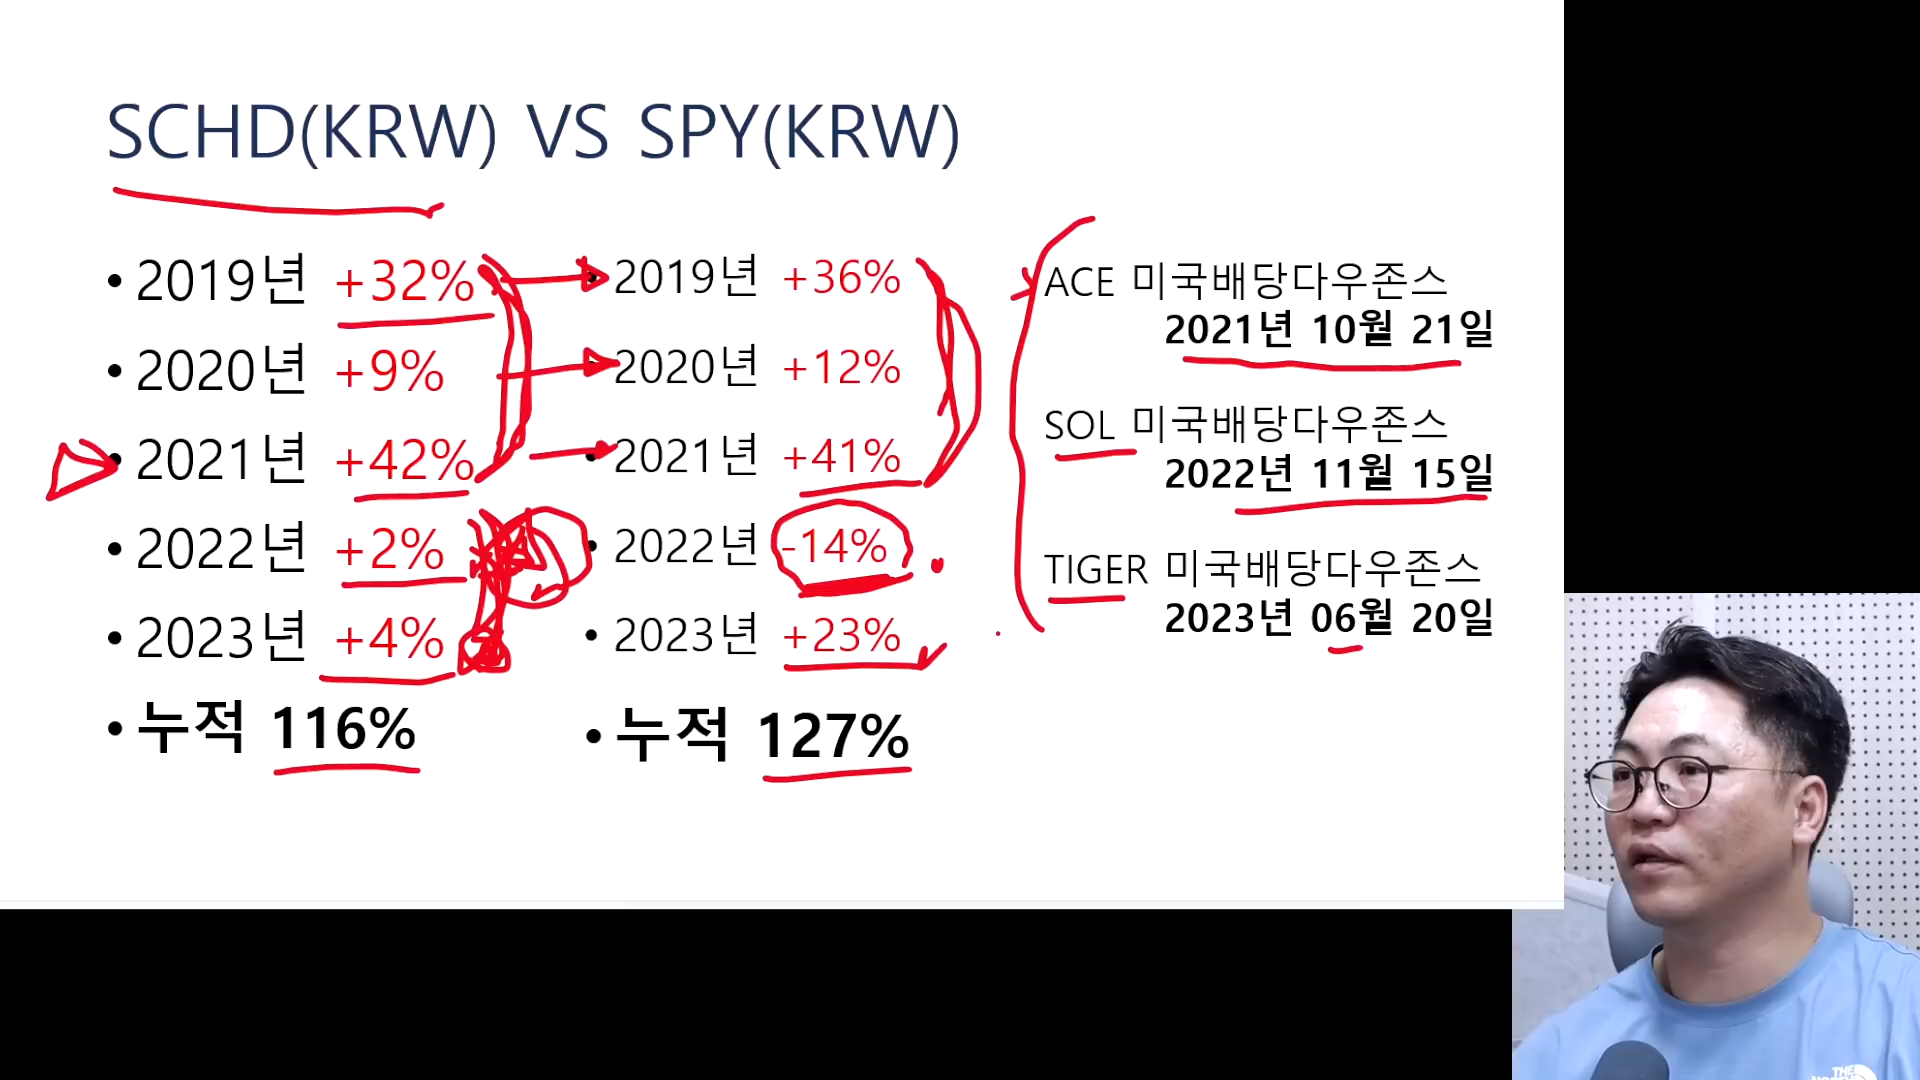 SCHD(KRW) VS SPY(KRW)
• 2019년 +32%
• 2020년 +9%
• 2021년 +42%
• 2022년 +2%
• 2023년 +4%
• 누적 116%
• 2019년 +36%
• 2020년 +12%
• 2021년 +41%
• 2022년 -14%
• 2023년 +23%
• 누적 127%
ACE 미국배당다우존스
2021년 10월 21일
SOL 미국배당다우존스
2022년 11월 15일
TIGER 미국배당다우존스
2023년 06월 20일
THE